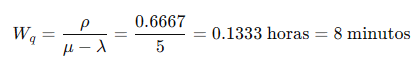 W_q = ρ / (μ − λ) = 0.6667 / 5 = 0.1333 horas = 8 minutos